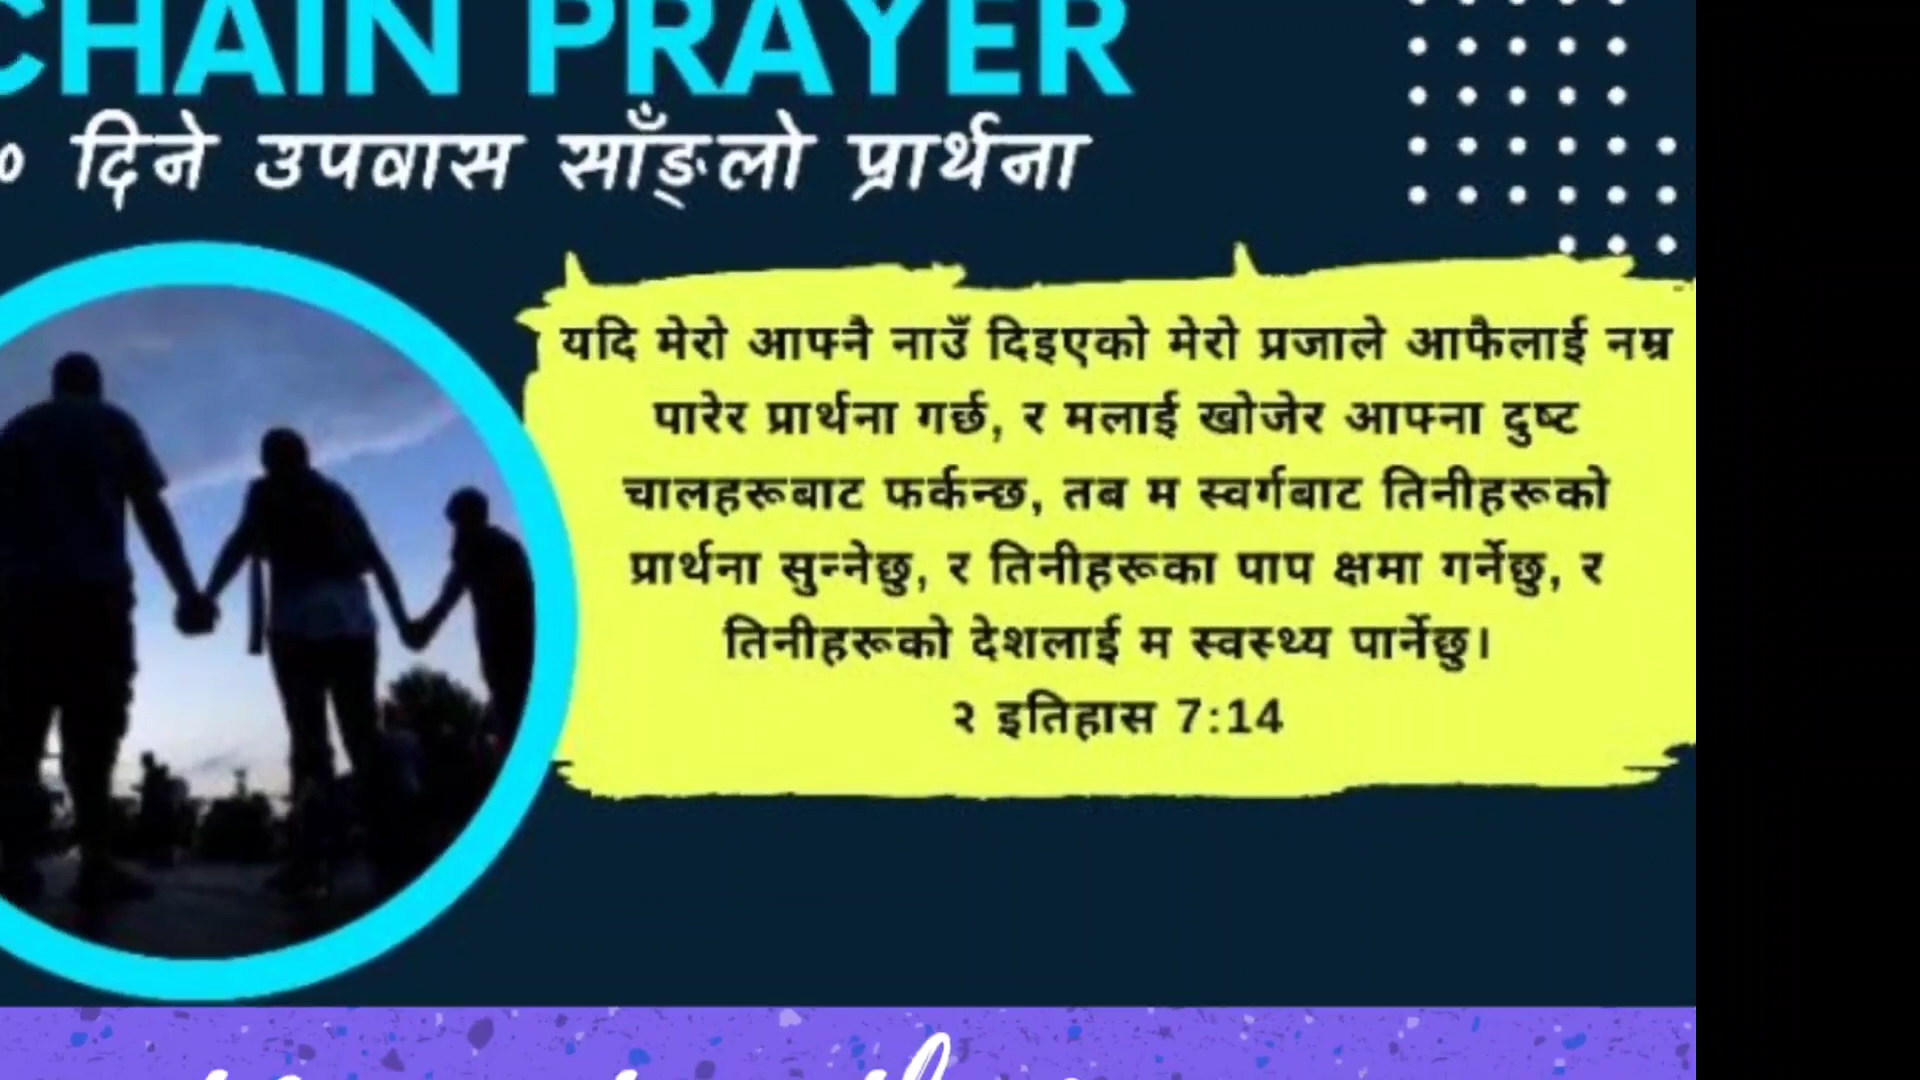 CHAIN PRAYER
० दिने उपवास साँङ्लो प्रार्थना
यदि मेरो आफ्नै नाउँ दिइएको मेरो प्रजाले आफैलाई नम्र
पारेर प्रार्थना गर्छ, र मलाई खोजेर आफ्ना दुष्ट
चालहरूबाट फर्कन्छ, तब म स्वर्गबाट तिनीहरूको
प्रार्थना सुन्नेछु, र तिनीहरूका पाप क्षमा गर्नेछु, र
तिनीहरूको देशलाई म स्वस्थ्य पार्नेछु।
२ इतिहास 7:14